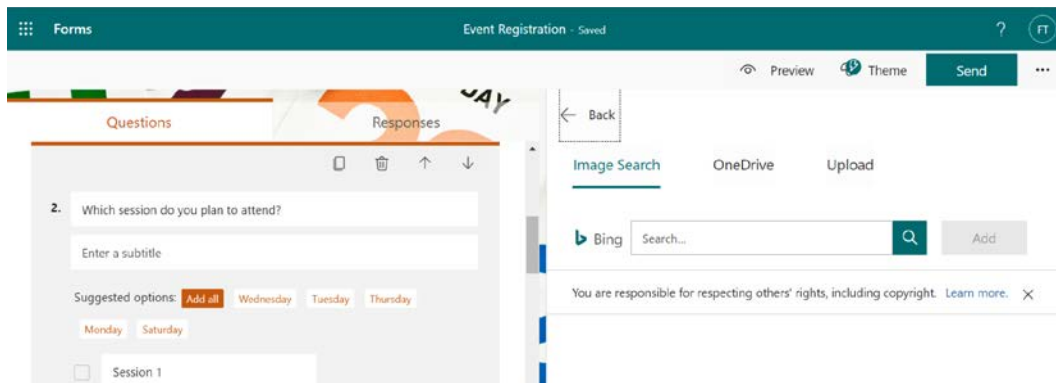 Forms
Event Registration - Saved
?
FT
Preview
Theme
Send
...
DAY
Questions
Responses
2.
Which session do you plan to attend?
Enter a subtitle
Suggested options: Add all Wednesday Tuesday Thursday
Monday Saturday
Session 1
Back
Image Search
OneDrive
Upload
Bing
Search...
Add
You are responsible for respecting others' rights, including copyright. Learn more.